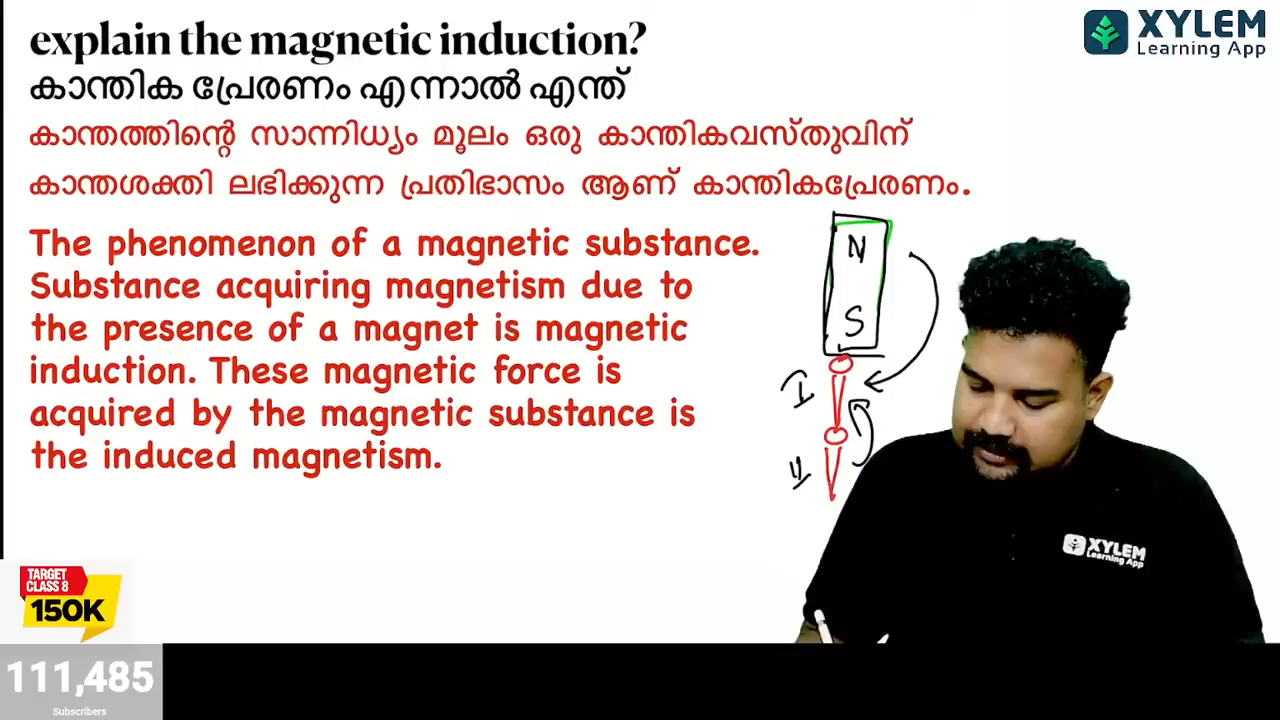 explain the magnetic induction?
കാന്തിക പ്രേരണം എന്നാൽ എന്ത്
കാന്തത്തിന്റെ സാന്നിധ്യം മൂലം ഒരു കാന്തികവസ്തുവിന്
കാന്തശക്തി ലഭിക്കുന്ന പ്രതിഭാസം ആണ് കാന്തികപ്രേരണം.
The phenomenon of a magnetic substance.
Substance acquiring magnetism due to
the presence of a magnet is magnetic
induction. These magnetic force is
acquired by the magnetic substance is
the induced magnetism.
XYLEM
Learning App
N
S
I
II
XYLEM
Learning App
TARGET
CLASS 8
150K
111,485
Subscribers